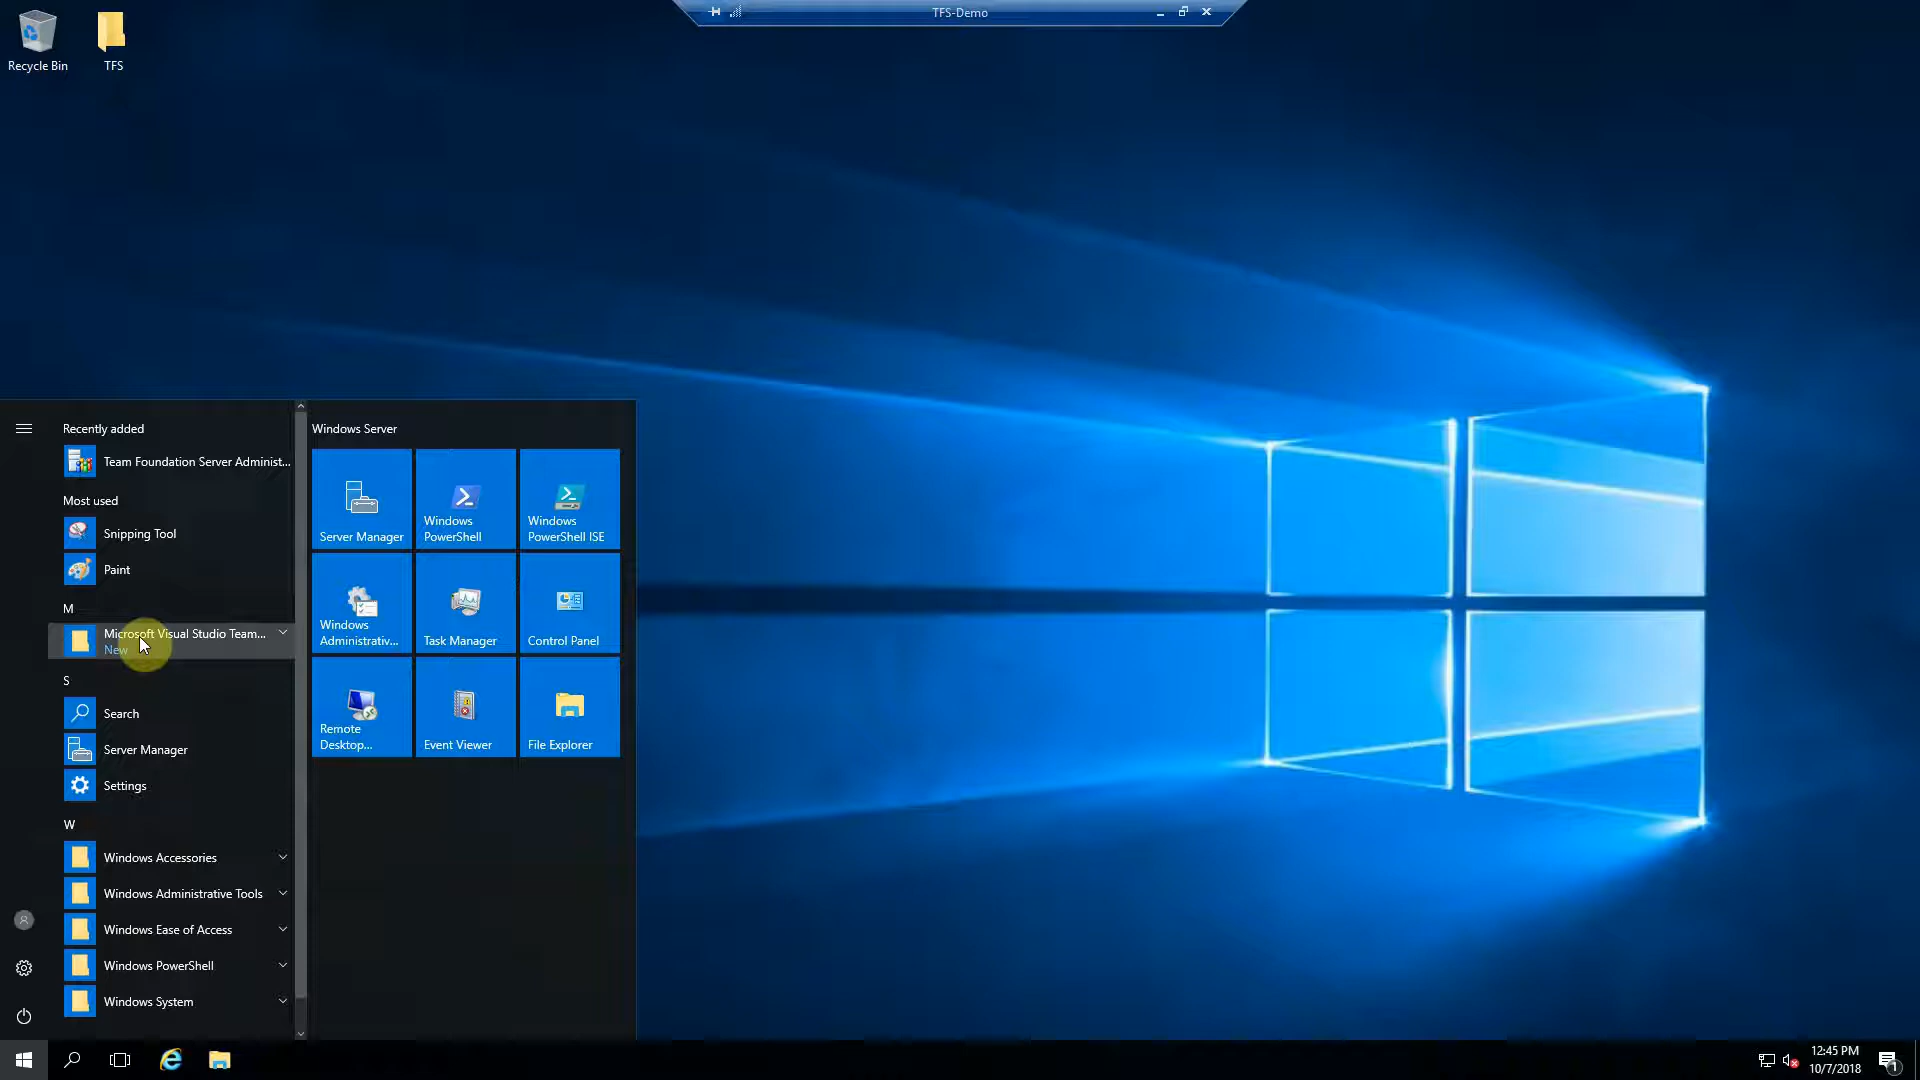 TFS-Demo
Recycle Bin
TFS
Recently added
Team Foundation Server Administ...
Most used
Snipping Tool
Paint
M
Microsoft Visual Studio Team...
New
S
Search
Server Manager
Settings
W
Windows Accessories
Windows Administrative Tools
Windows Ease of Access
Windows PowerShell
Windows System
Windows Server
Server Manager
Windows
PowerShell
Windows
PowerShell ISE
Windows
Administrativ...
Task Manager
Control Panel
Remote
Desktop...
Event Viewer
File Explorer
12:45 PM
10/7/2018
1